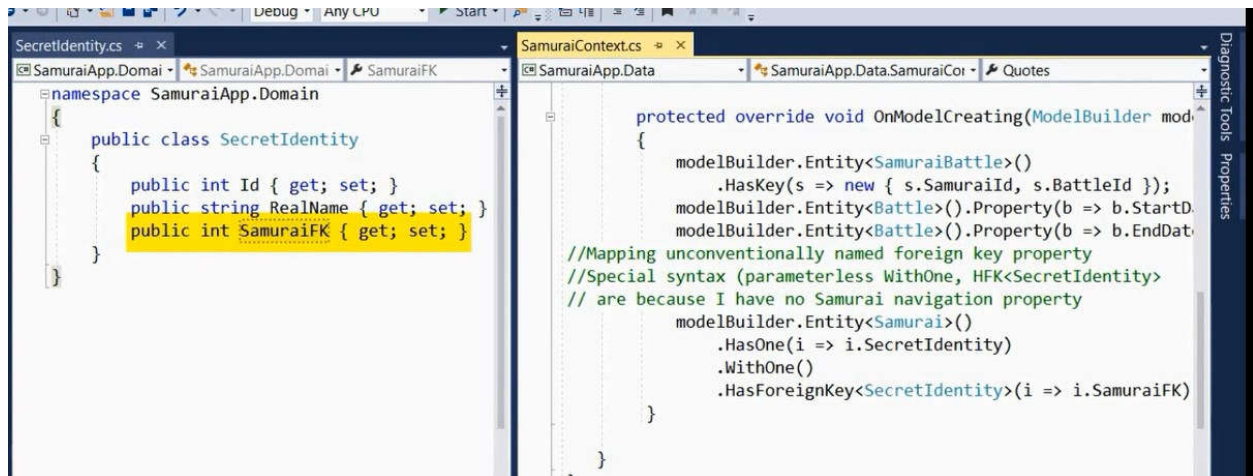 Debug Any CPU Start
SecretIdentity.cs
SamuraiApp.Domai SamuraiApp.Domai SamuraiFK
namespace SamuraiApp.Domain
{
public class SecretIdentity
{
public int Id { get; set; }
public string RealName { get; set; }
public int SamuraiFK { get; set; }
}
}
SamuraiContext.cs
SamuraiApp.Data SamuraiApp.Data.SamuraiCo Quotes
protected override void OnModelCreating(ModelBuilder mod
{
modelBuilder.Entity<SamuraiBattle>()
.HasKey(s => new { s.SamuraiId, s.BattleId });
modelBuilder.Entity<Battle>().Property(b => b.StartD
modelBuilder.Entity<Battle>().Property(b => b.EndDat
//Mapping unconventionally named foreign key property
//Special syntax (parameterless WithOne, HFK<SecretIdentity>
// are because I have no Samurai navigation property
modelBuilder.Entity<Samurai>()
.HasOne(i => i.SecretIdentity)
.WithOne()
.HasForeignKey<SecretIdentity>(i => i.SamuraiFK)
}
}
Diagnostic Tools
Properties